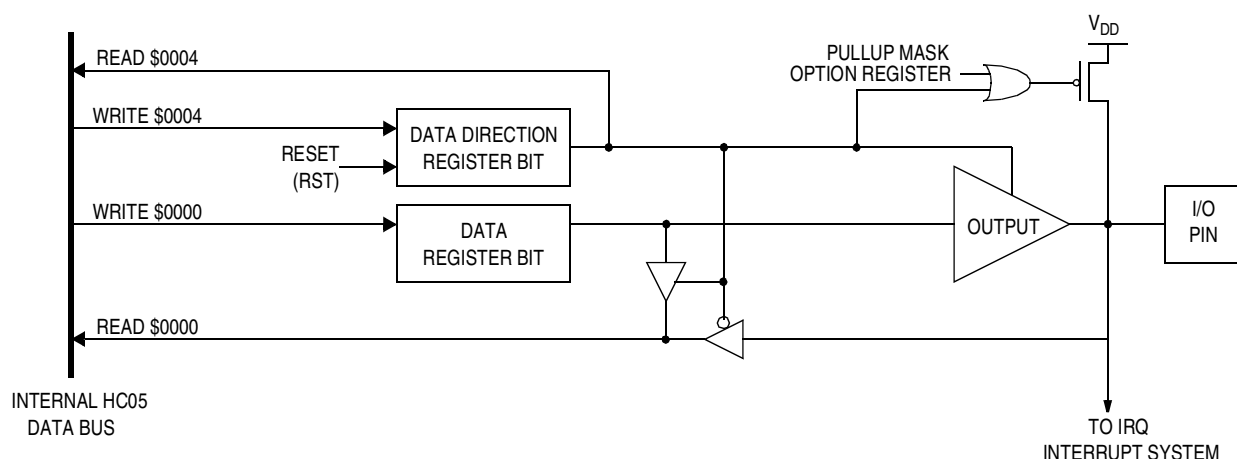 V_DD
READ $0004
PULLUP MASK
OPTION REGISTER
WRITE $0004
DATA DIRECTION
REGISTER BIT
RESET
(RST)
WRITE $0000
DATA
REGISTER BIT
OUTPUT
I/O
PIN
READ $0000
INTERNAL HC05
DATA BUS
TO IRQ
INTERRUPT SYSTEM